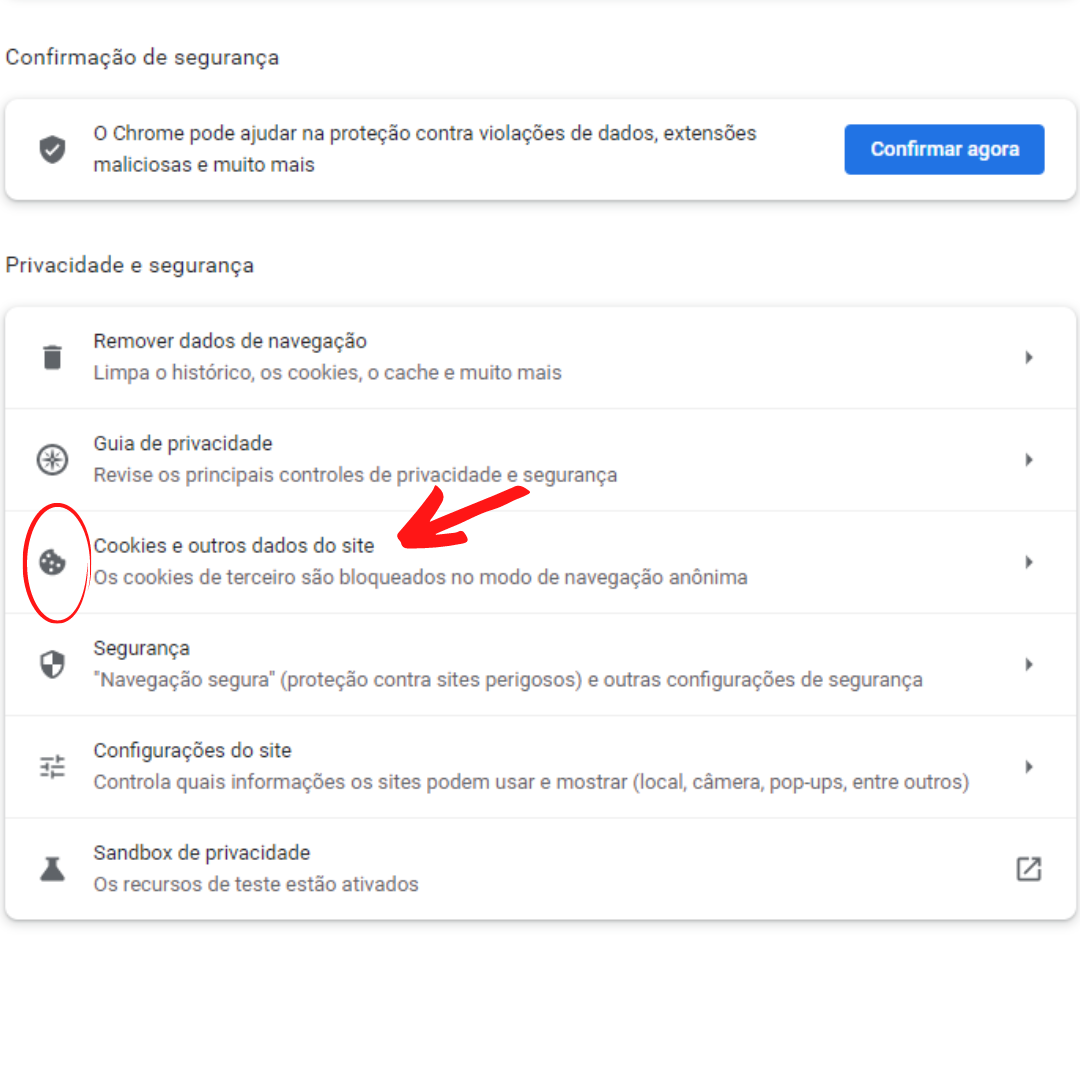 Confirmação de segurança
O Chrome pode ajudar na proteção contra violações de dados, extensões
maliciosas e muito mais
Confirmar agora
Privacidade e segurança
Remover dados de navegação
Limpa o histórico, os cookies, o cache e muito mais
Guia de privacidade
Revise os principais controles de privacidade e segurança
Cookies e outros dados do site
Os cookies de terceiro são bloqueados no modo de navegação anônima
Segurança
"Navegação segura" (proteção contra sites perigosos) e outras configurações de segurança
Configurações do site
Controla quais informações os sites podem usar e mostrar (local, câmera, pop-ups, entre outros)
Sandbox de privacidade
Os recursos de teste estão ativados